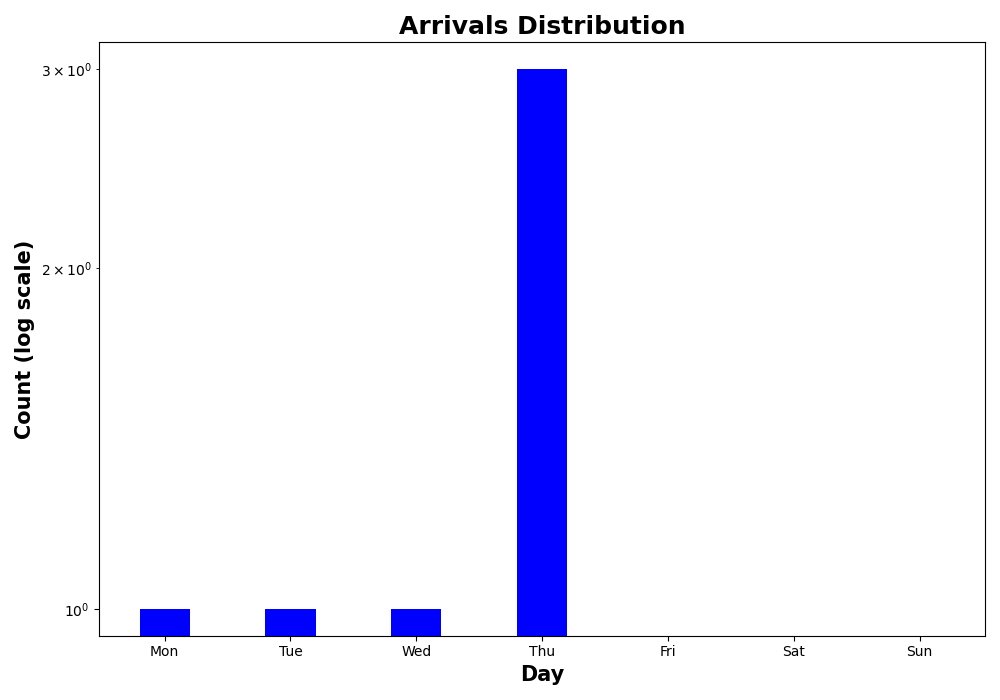 Arrivals Distribution
Count (log scale)
3 × 10⁰
2 × 10⁰
10⁰
Mon Tue Wed Thu Fri Sat Sun
Day